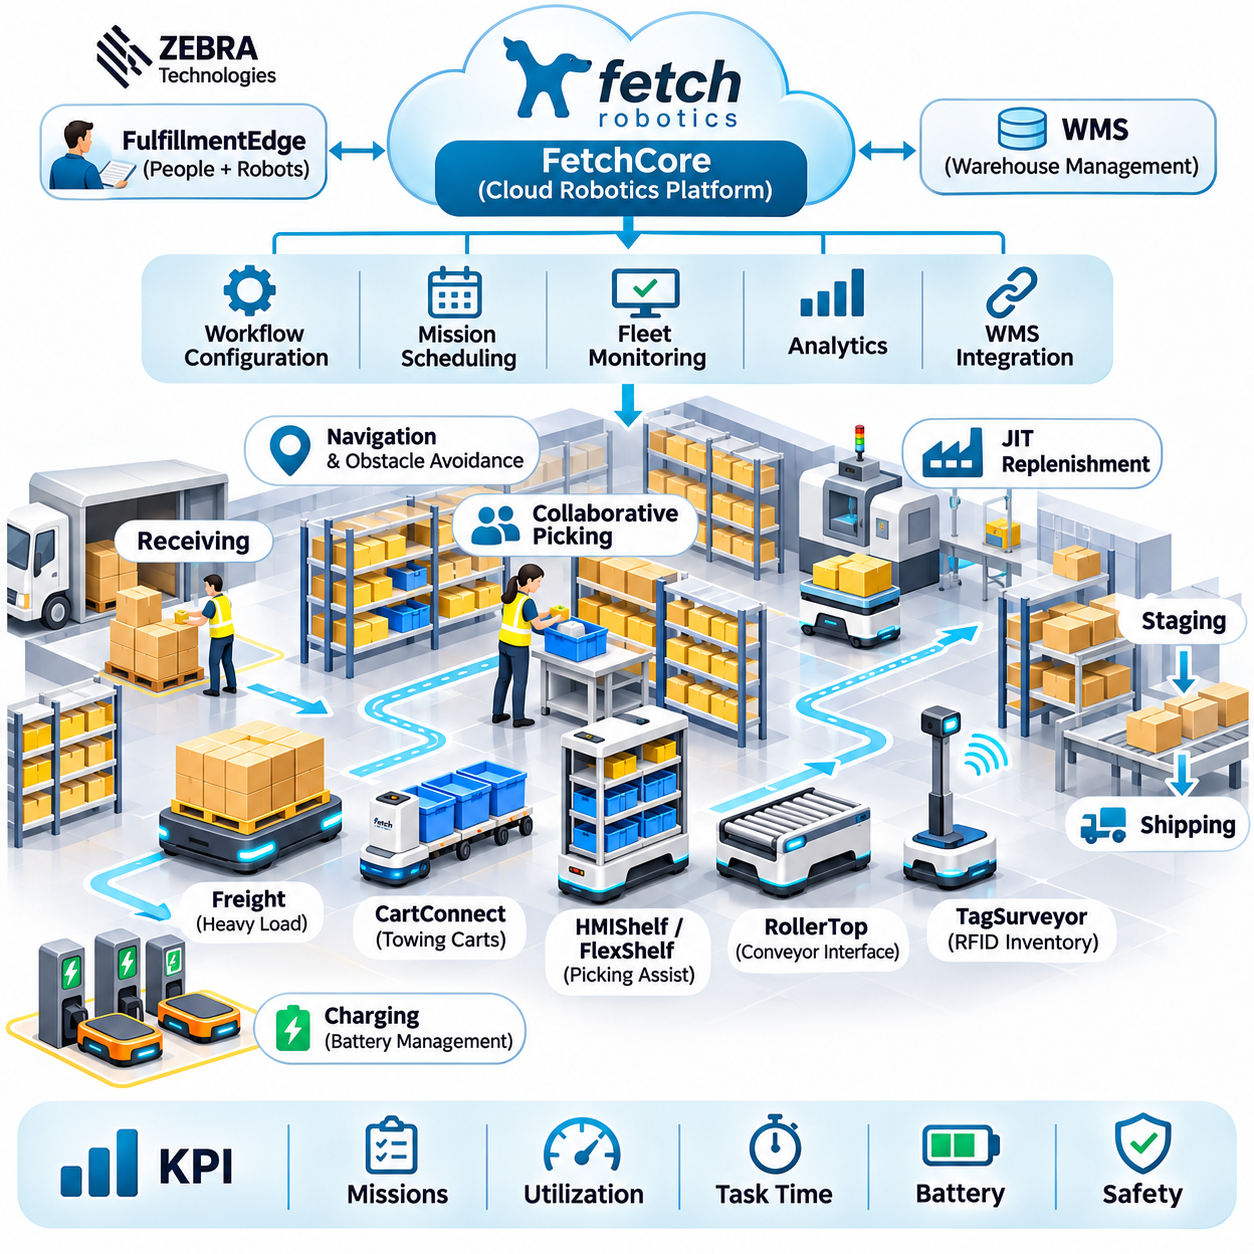 ZEBRA
Technologies
fetch
robotics
FulfillmentEdge
(People + Robots)
FetchCore
(Cloud Robotics Platform)
WMS
(Warehouse Management)
Workflow
Configuration
Mission
Scheduling
Fleet
Monitoring
Analytics
WMS
Integration
Navigation
& Obstacle Avoidance
JIT
Replenishment
Collaborative
Picking
Receiving
Staging
Shipping
fetch
Freight
(Heavy Load)
CartConnect
(Towing Carts)
HMIShelf /
FlexShelf
(Picking Assist)
RollerTop
(Conveyor Interface)
TagSurveyor
(RFID Inventory)
Charging
(Battery Management)
KPI
Missions
Utilization
Task Time
Battery
Safety